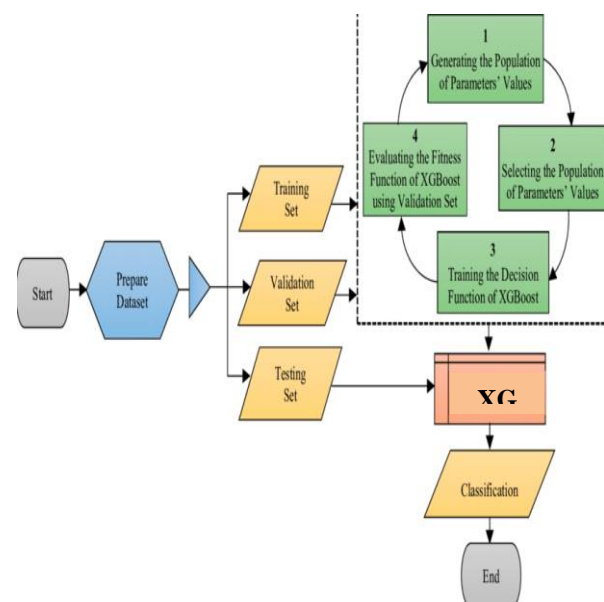 Start
Prepare
Dataset
Training
Set
Validation
Set
Testing
Set
1
Generating the Population
of Parameters' Values
2
Selecting the Population
of Parameters' Values
3
Training the Decision
Function of XGBoost
4
Evaluating the Fitness
Function of XGBoost
using Validation Set
XG
Classification
End